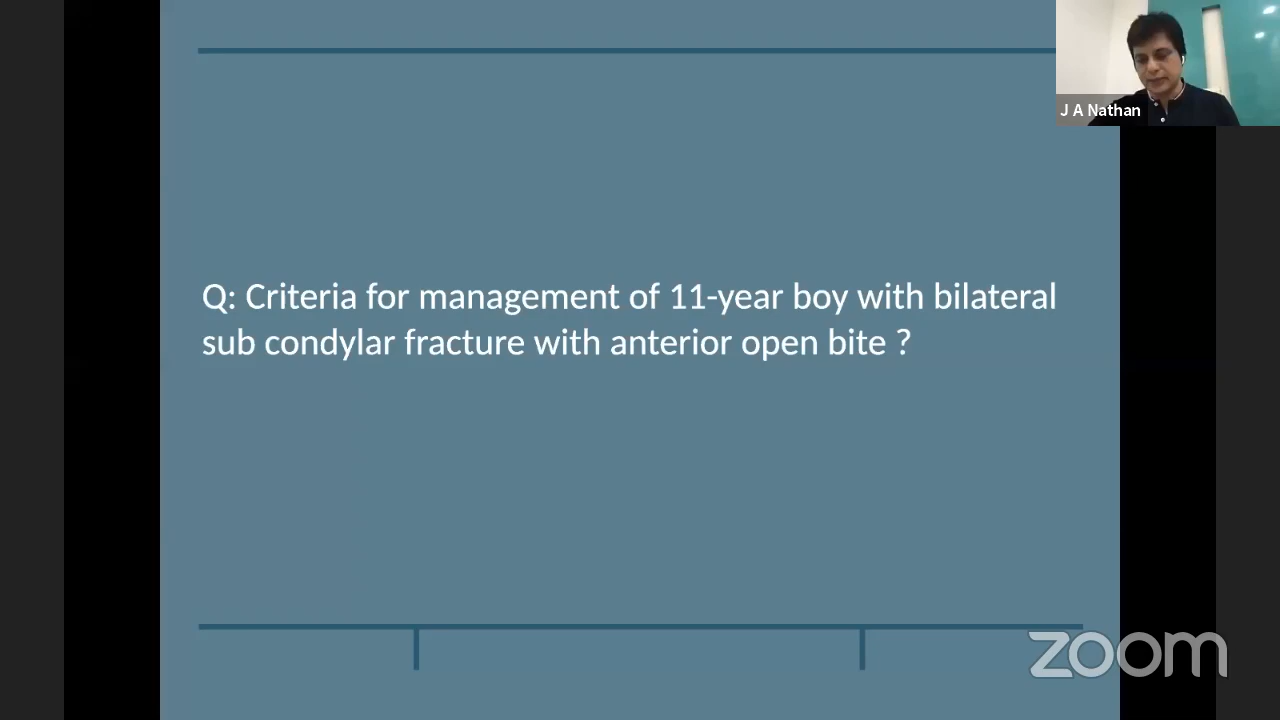 J A Nathan
Q: Criteria for management of 11-year boy with bilateral
sub condylar fracture with anterior open bite ?
zoom